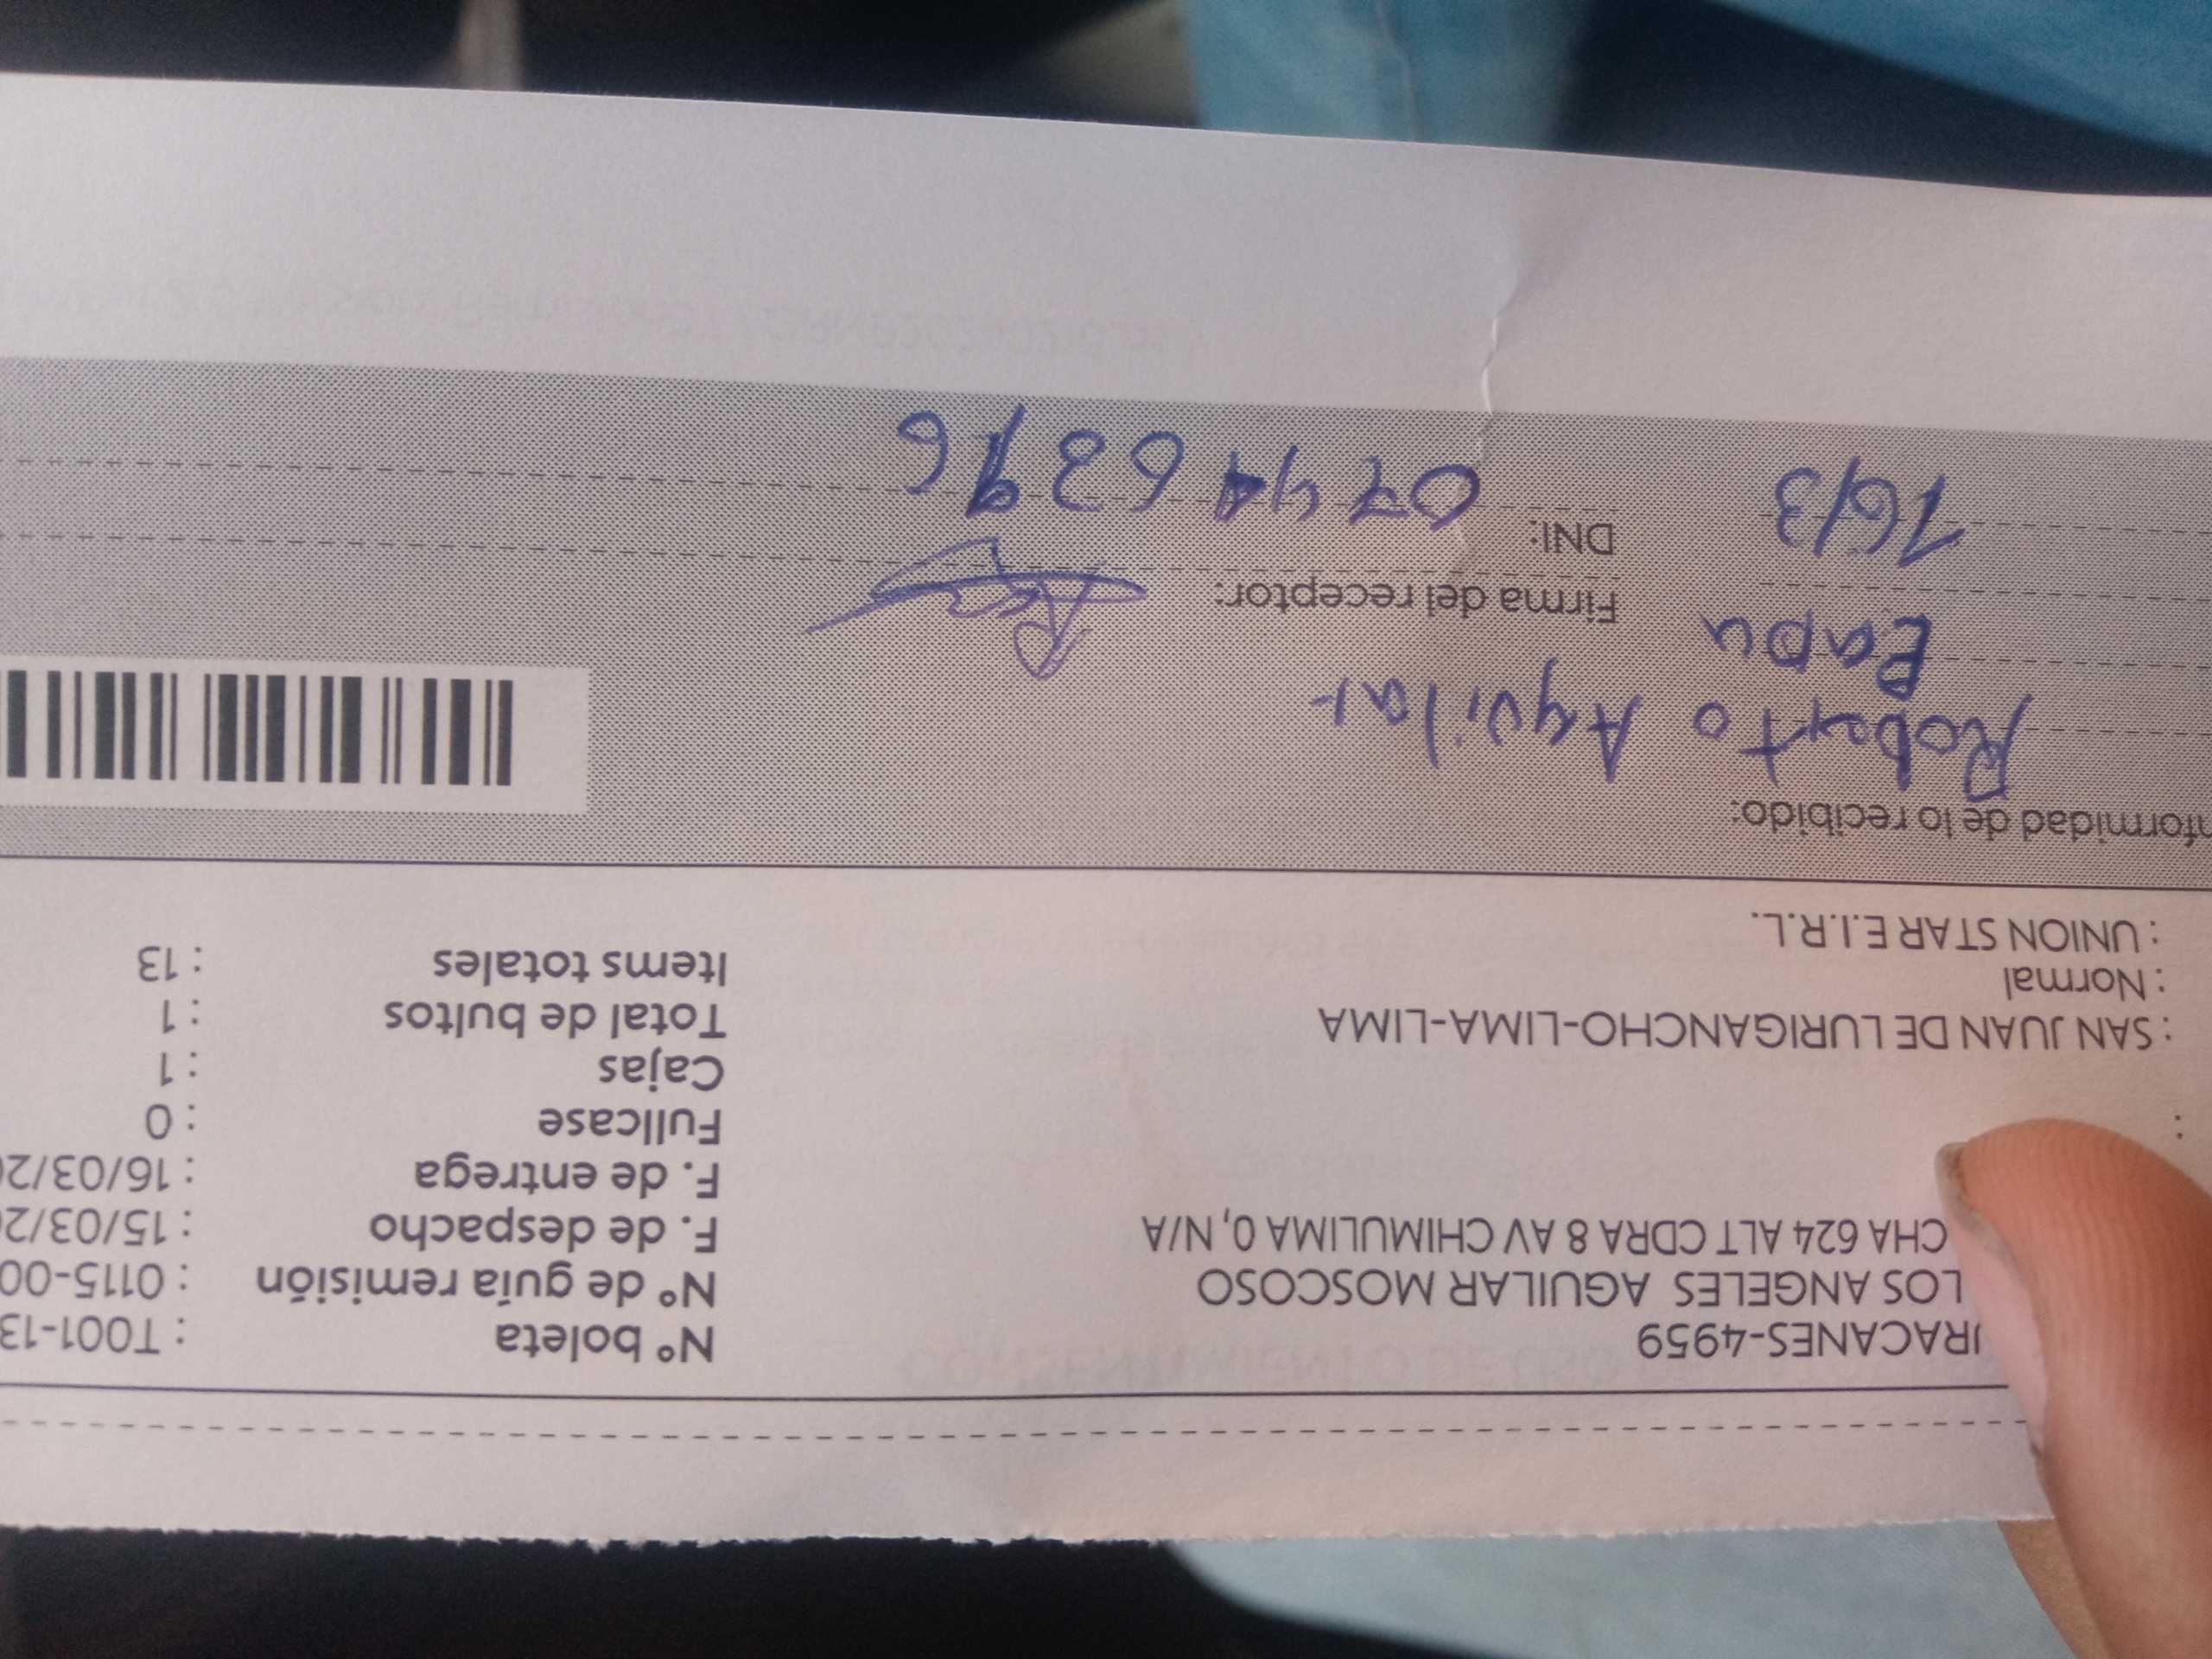 RACANES-4959
LOS ANGELES AGUILAR MOSCOSO
CHA 624 ALT CDRA 8 AV CHIMULIMA 0, N/A
:
: SAN JUAN DE LURIGANCHO-LIMA-LIMA
: Normal
: UNION STAR E.I.R.L.
Nº boleta : T001-13
Nº de guía remisión : 0115-00
F. de despacho : 15/03/2
F. de entrega : 16/03/2
Fullcase : 0
Cajas : 1
Total de bultos : 1
Items totales : 13
nformidad de lo recibido:
Roberto Aguilar
16/3
Firma del receptor:
DNI: